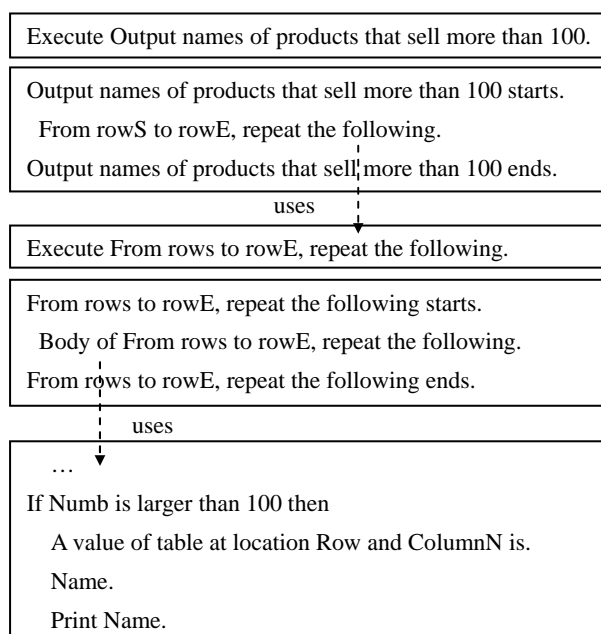 Execute Output names of products that sell more than 100.
Output names of products that sell more than 100 starts.
From rowS to rowE, repeat the following.
Output names of products that sell more than 100 ends.
uses
Execute From rows to rowE, repeat the following.
From rows to rowE, repeat the following starts.
Body of From rows to rowE, repeat the following.
From rows to rowE, repeat the following ends.
uses
…
If Numb is larger than 100 then
A value of table at location Row and ColumnN is.
Name.
Print Name.